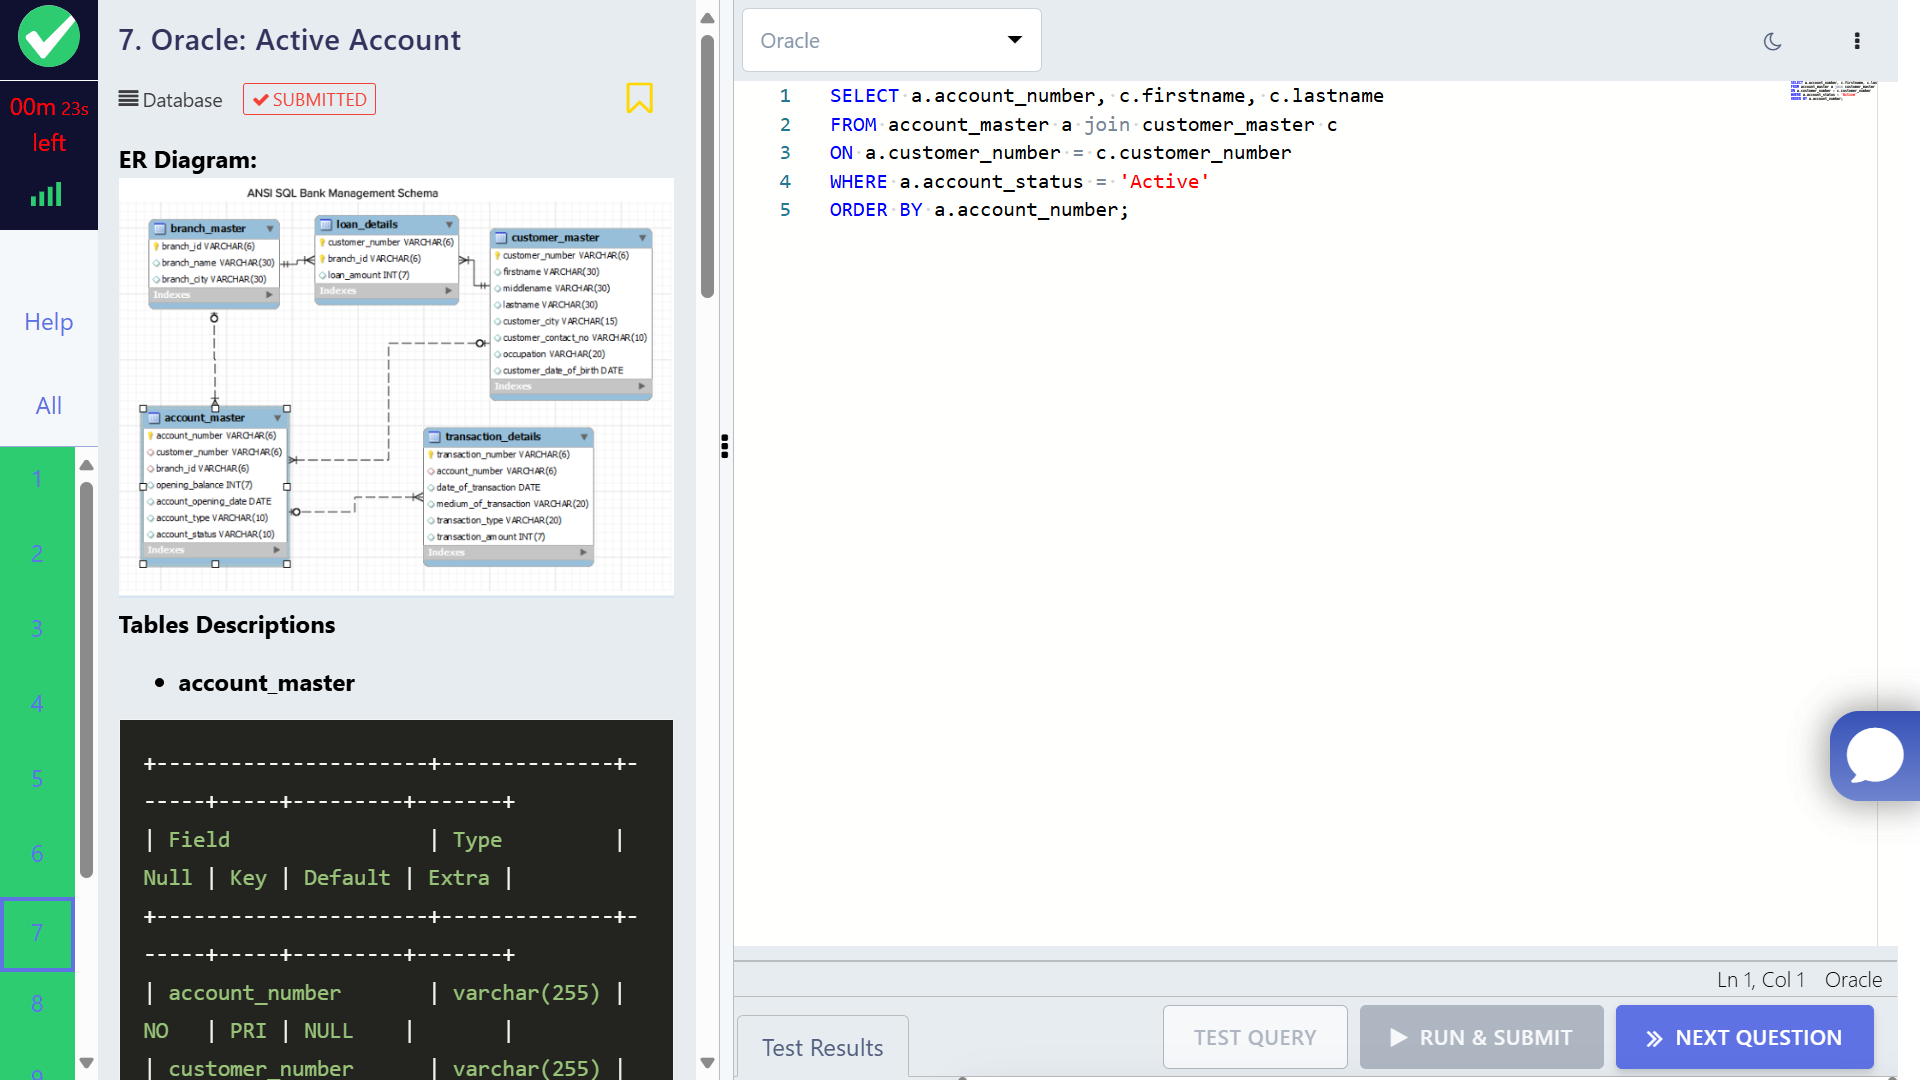 00m 23s
left
Help
All
1
2
3
4
5
6
7
8
9
7. Oracle: Active Account
Database
SUBMITTED
ER Diagram:
ANSI SQL Bank Management Schema
branch_master
branch_id VARCHAR(6)
branch_name VARCHAR(30)
branch_city VARCHAR(30)
Indexes
loan_details
customer_number VARCHAR(6)
branch_id VARCHAR(6)
loan_amount INT(7)
Indexes
customer_master
customer_number VARCHAR(6)
firstname VARCHAR(30)
middlename VARCHAR(30)
lastname VARCHAR(30)
customer_city VARCHAR(15)
customer_contact_no VARCHAR(10)
occupation VARCHAR(20)
customer_date_of_birth DATE
Indexes
account_master
account_number VARCHAR(6)
customer_number VARCHAR(6)
branch_id VARCHAR(6)
opening_balance INT(7)
account_opening_date DATE
account_type VARCHAR(10)
account_status VARCHAR(10)
Indexes
transaction_details
transaction_number VARCHAR(6)
account_number VARCHAR(6)
date_of_transaction DATE
medium_of_transaction VARCHAR(20)
transaction_type VARCHAR(20)
transaction_amount INT(7)
Indexes
Tables Descriptions
• account_master
+----------------------+--------------+-
-----+-----+---------+-------+
| Field | Type |
Null | Key | Default | Extra |
+----------------------+--------------+-
-----+-----+---------+-------+
| account_number | varchar(255) |
NO | PRI | NULL | |
| customer_number | varchar(255) |
Oracle
1 SELECT a.account_number, c.firstname, c.lastname
2 FROM account_master a join customer_master c
3 ON a.customer_number = c.customer_number
4 WHERE a.account_status = 'Active'
5 ORDER BY a.account_number;
Ln 1, Col 1 Oracle
Test Results
TEST QUERY
RUN & SUBMIT
NEXT QUESTION